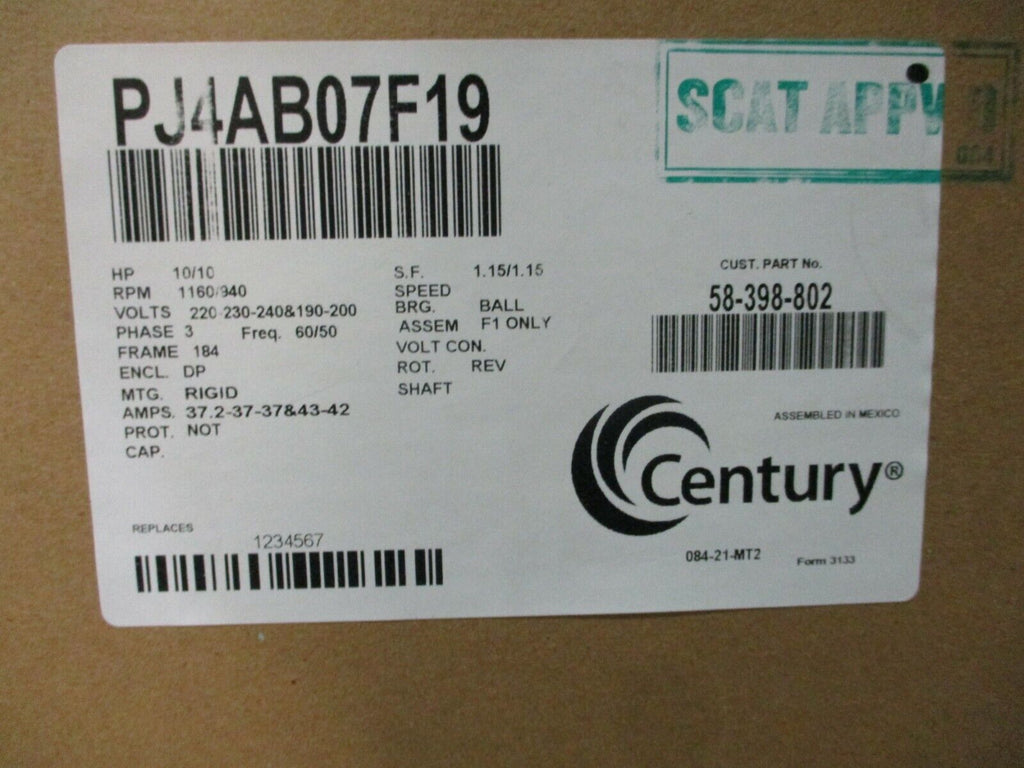 PJ4AB07F19
SCAT APPV
084
HP 10/10
RPM 1160/940
VOLTS 220-230-240&190-200
PHASE 3 Freq. 60/50
FRAME 184
ENCL. DP
MTG. RIGID
AMPS. 37.2-37-37&43-42
PROT. NOT
CAP.
S.F. 1.15/1.15
SPEED
BRG. BALL
ASSEM F1 ONLY
VOLT CON.
ROT. REV
SHAFT
CUST. PART No.
58-398-802
ASSEMBLED IN MEXICO
Century®
084-21-MT2 Form 3133
REPLACES
1234567